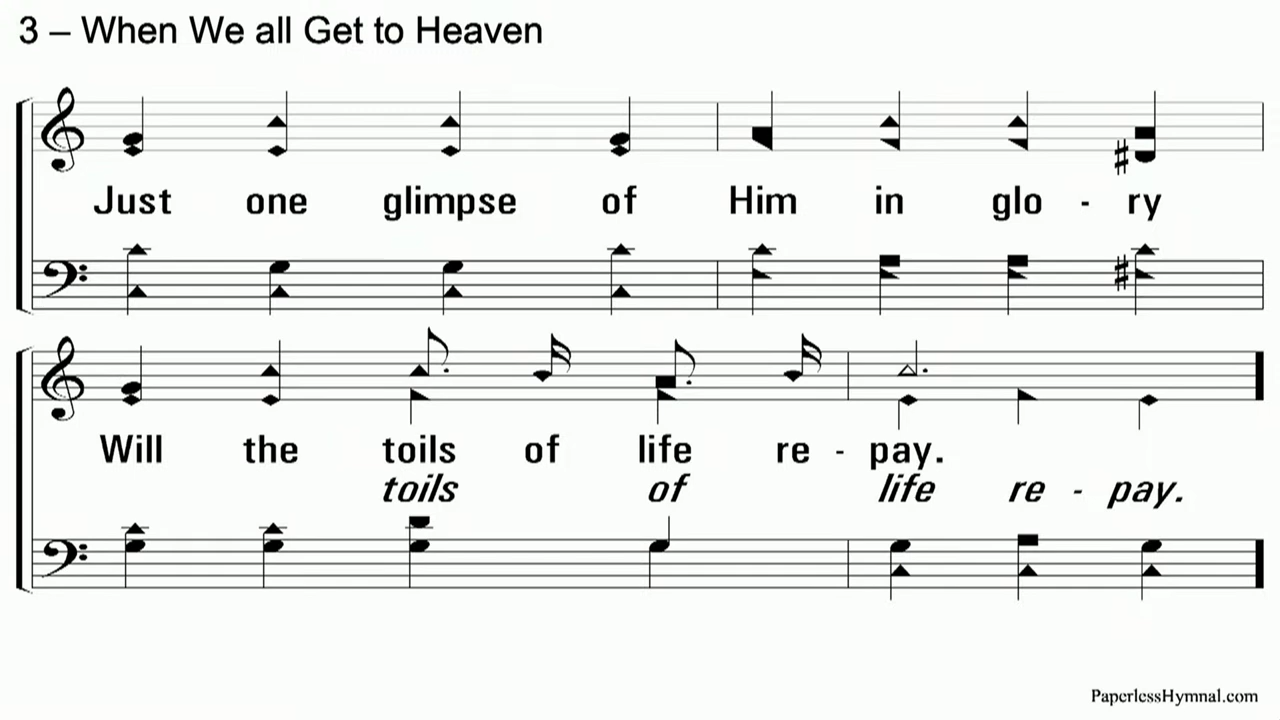 3 – When We all Get to Heaven
Just one glimpse of Him in glo - ry
Will the toils of life re - pay.
toils of life re - pay.
PaperlessHymnal.com